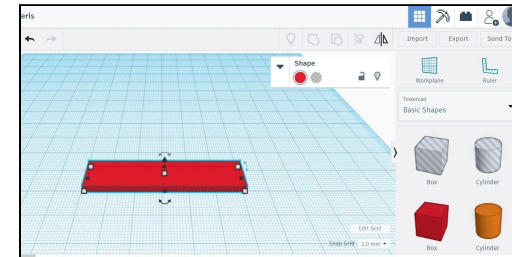 eris
Import Export Send To
Shape
Workplane Ruler
Tinkercad
Basic Shapes
Box Cylinder
Box Cylinder
Edit Grid
Snap Grid 1.0 mm